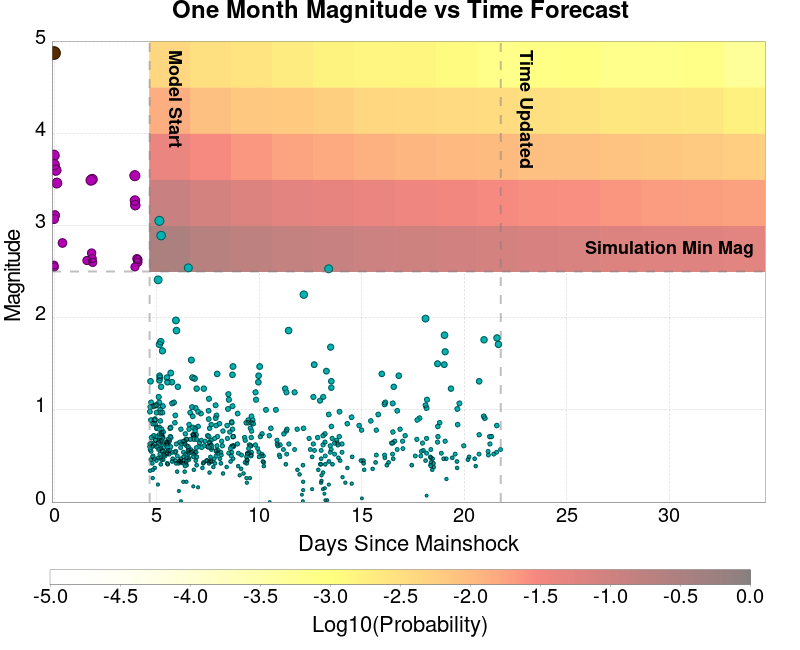 One Month Magnitude vs Time Forecast
5
4
3
2
1
0
Magnitude
Model Start
Time Updated
Simulation Min Mag
0 5 10 15 20 25 30
Days Since Mainshock
-5.0 -4.5 -4.0 -3.5 -3.0 -2.5 -2.0 -1.5 -1.0 -0.5 0.0
Log10(Probability)